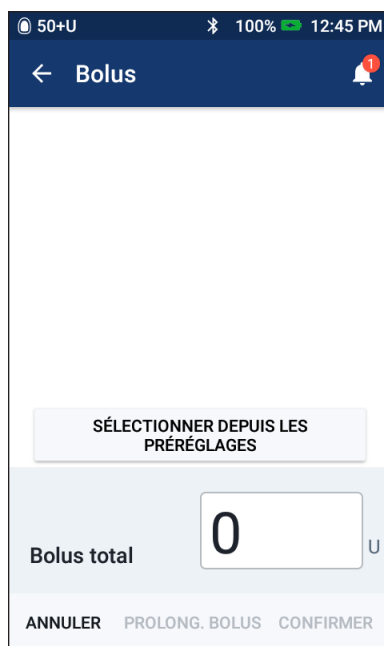 50+U 100% 12:45 PM
Bolus 1
SÉLECTIONNER DEPUIS LES
PRÉRÉGLAGES
Bolus total 0 U
ANNULER PROLONG. BOLUS CONFIRMER